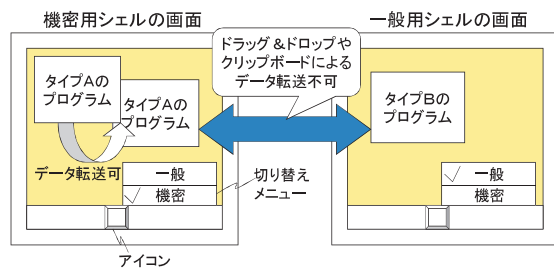 機密用シェルの画面
一般用シェルの画面
ドラッグ&ドロップや
クリップボードによる
データ転送不可
タイプAの
プログラム
タイプAの
プログラム
タイプBの
プログラム
データ転送可
一般
✓ 機密
切り替え
メニュー
✓ 一般
機密
アイコン